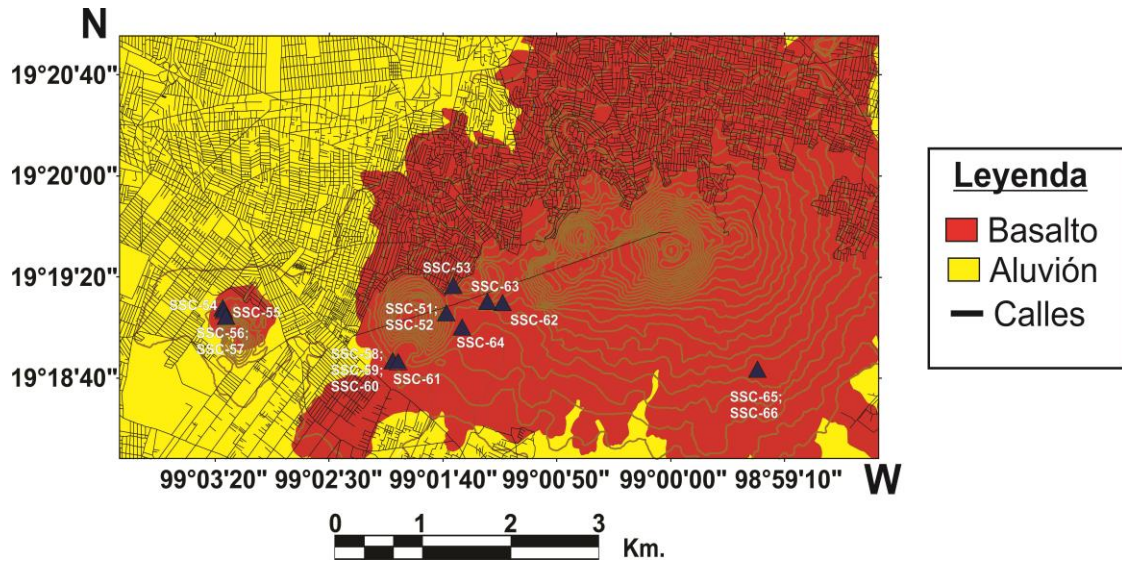 N
19°20'40"
19°20'00"
19°19'20"
19°18'40"
SSC-53
SSC-63
SSC-54
SSC-55
SSC-51;
SSC-52
SSC-62
SSC-56;
SSC-57
SSC-64
SSC-58;
SSC-59;
SSC-60
SSC-61
SSC-65;
SSC-66
99°03'20" 99°02'30" 99°01'40" 99°00'50" 99°00'00" 98°59'10" W
0 1 2 3
Km.
Leyenda
Basalto
Aluvión
Calles